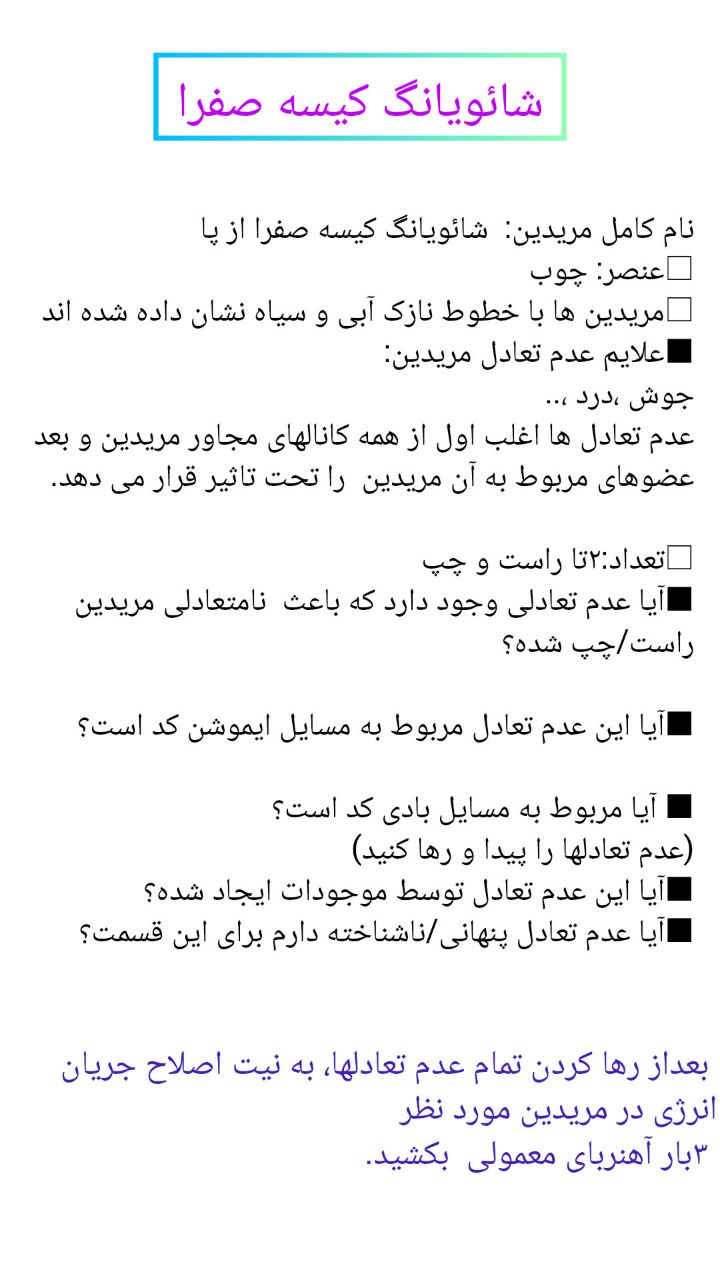 شائویانگ کیسه صفرا
نام کامل مریدین:  شائویانگ کیسه صفرا از پا
□عنصر: چوب
□مریدین ها با خطوط نازک آبی و سیاه نشان داده شده اند
■علایم عدم تعادل مریدین:
جوش ،درد ،..
عدم تعادل ها اغلب اول از همه کانالهای مجاور مریدین و بعد
عضوهای مربوط به آن مریدین  را تحت تاثیر قرار می دهد.
□تعداد:۲تا راست و چپ
■آیا عدم تعادلی وجود دارد که باعث  نامتعادلی مریدین
راست/چپ شده؟
■آیا این عدم تعادل مربوط به مسایل ایموشن کد است؟
■ آیا مربوط به مسایل بادی کد است؟
(عدم تعادلها را پیدا و رها کنید)
■آیا این عدم تعادل توسط موجودات ایجاد شده؟
■آیا عدم تعادل پنهانی/ناشناخته دارم برای این قسمت؟
بعداز رها کردن تمام عدم تعادلها، به نیت اصلاح جریان
انرژی در مریدین مورد نظر
۳بار آهنربای معمولی  بکشید.